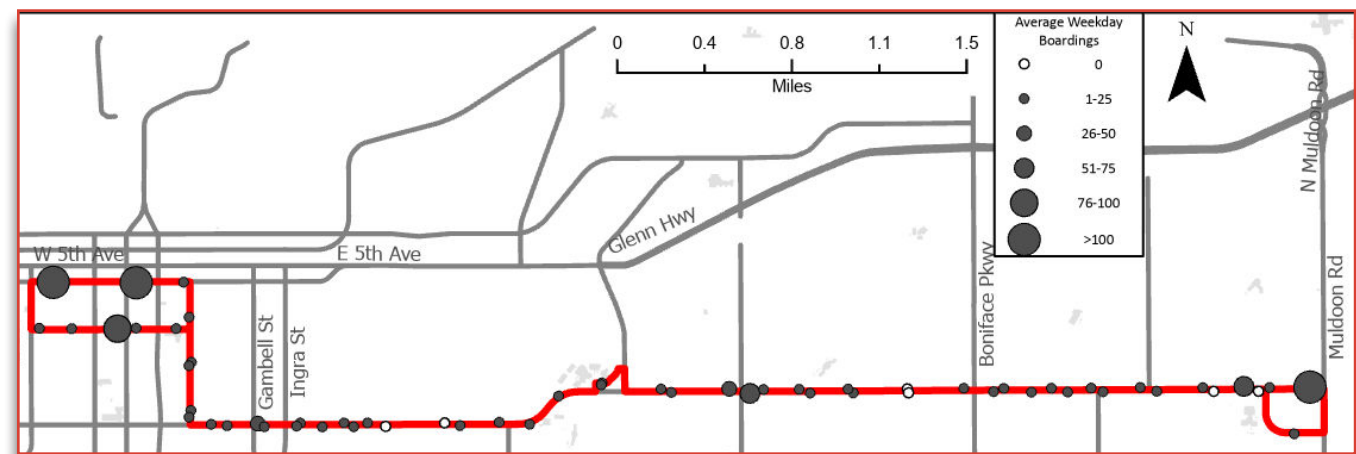 Average Weekday
Boardings
0
1-25
26-50
51-75
76-100
>100
0 0.4 0.8 1.1 1.5
Miles
N
N Muldoon Rd
W 5th Ave
E 5th Ave
Glenn Hwy
Gambell St
Ingra St
Boniface Pkwy
Muldoon Rd